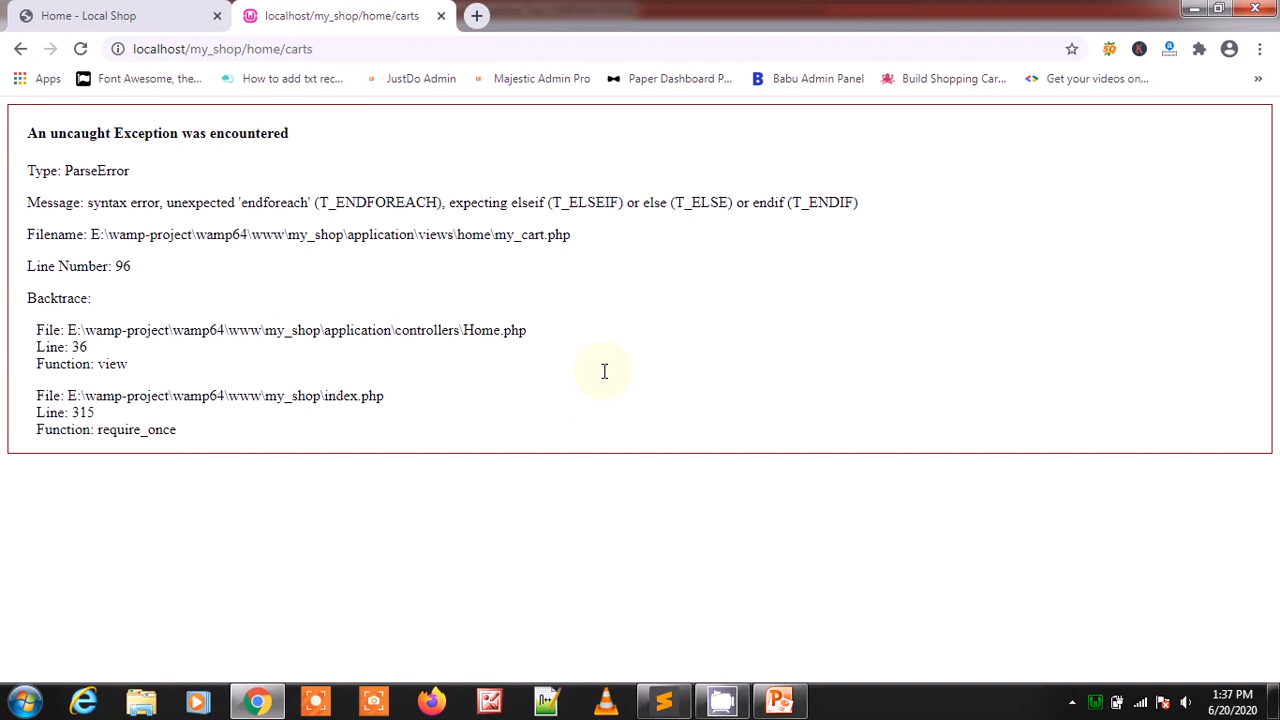 Home - Local Shop
localhost/my_shop/home/carts
localhost/my_shop/home/carts
Apps
Font Awesome, the...
How to add txt rec...
JustDo Admin
Majestic Admin Pro
Paper Dashboard P...
Babu Admin Panel
Build Shopping Car...
Get your videos on...
An uncaught Exception was encountered
Type: ParseError
Message: syntax error, unexpected 'endforeach' (T_ENDFOREACH), expecting elseif (T_ELSEIF) or else (T_ELSE) or endif (T_ENDIF)
Filename: E:\wamp-project\wamp64\www\my_shop\application\views\home\my_cart.php
Line Number: 96
Backtrace:
File: E:\wamp-project\wamp64\www\my_shop\application\controllers\Home.php
Line: 36
Function: view
File: E:\wamp-project\wamp64\www\my_shop\index.php
Line: 315
Function: require_once
1:37 PM
6/20/2020